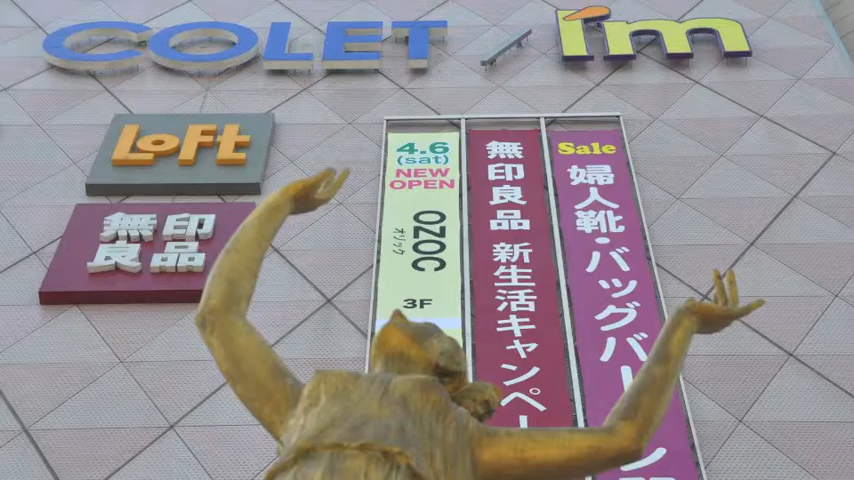 COLET / i'm
LoFt
無印
良品
4.6
(sat)
NEW
OPEN
OZOC
オゾック
3F
無印良品 新生活キャンペー
Sale
婦人靴・バッグバー